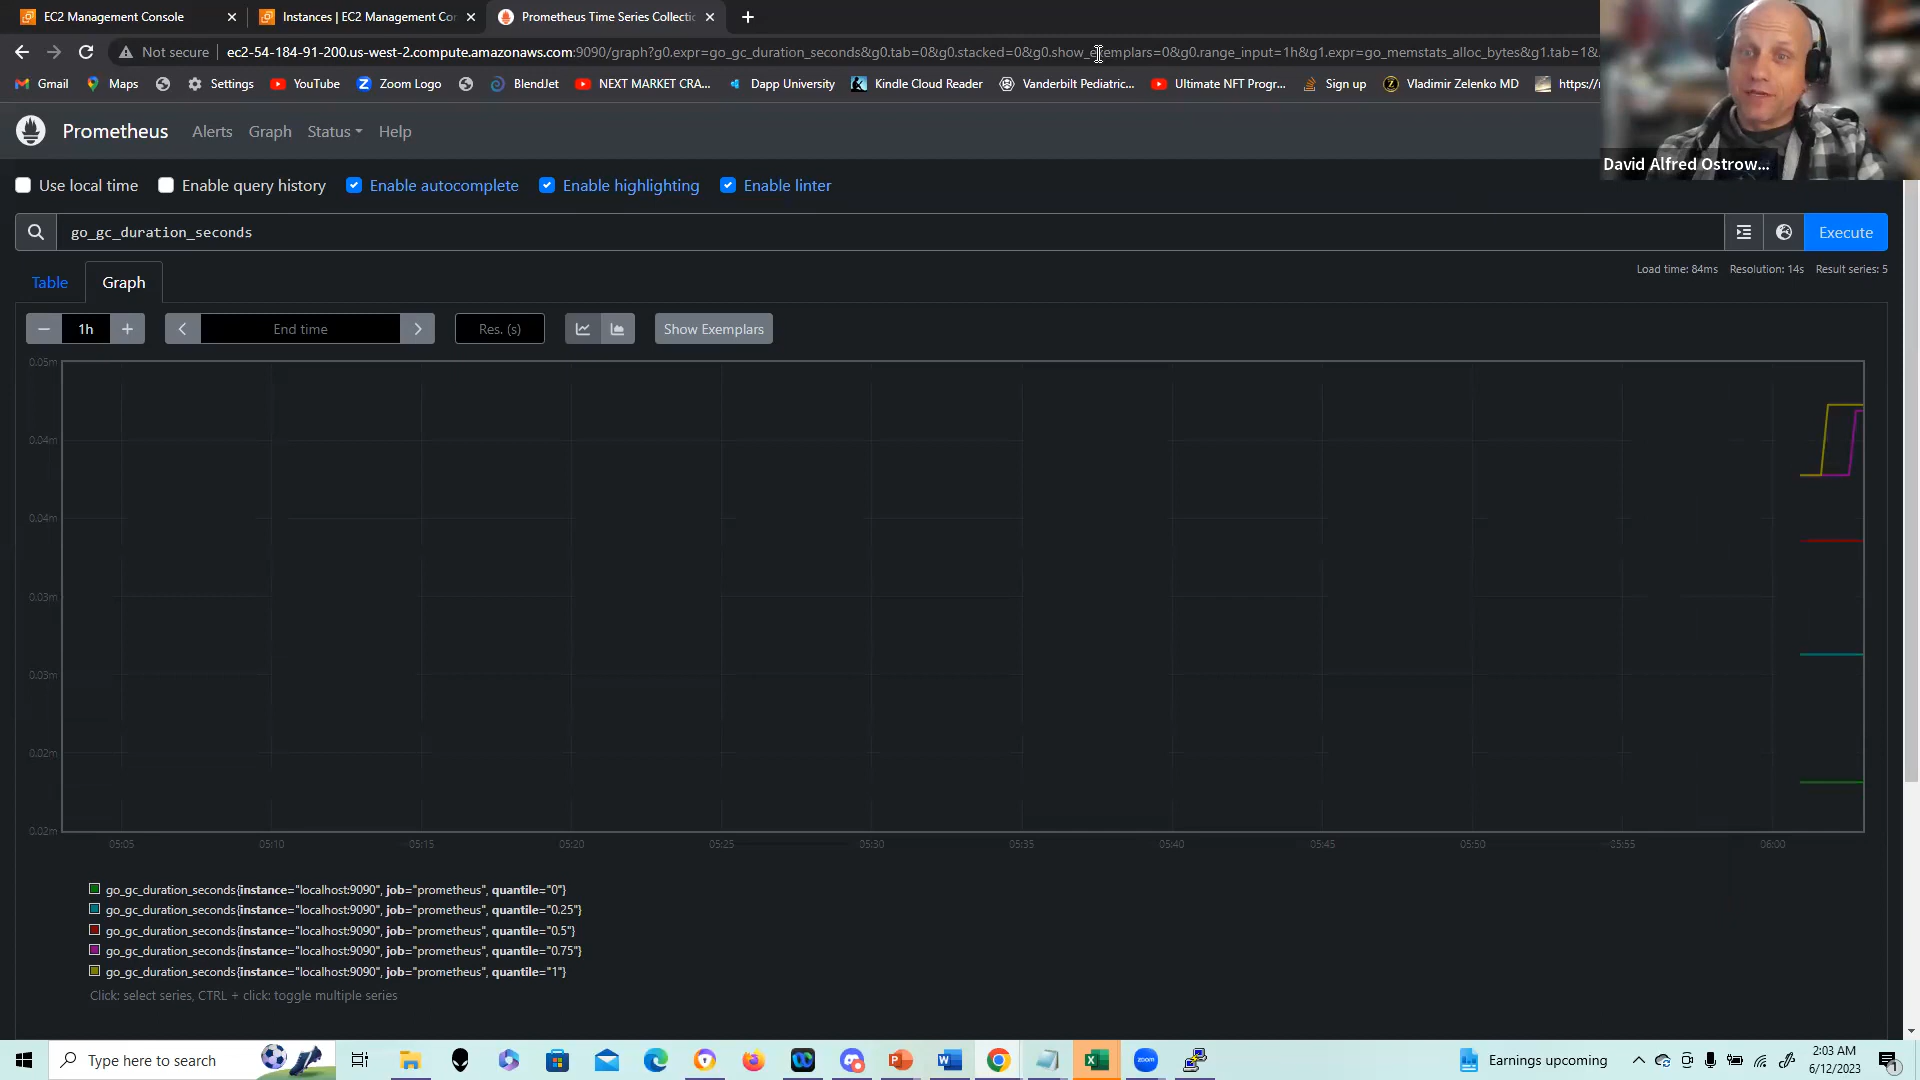 EC2 Management Console
Instances | EC2 Management Cor
Prometheus Time Series Collectic
Not secure
ec2-54-184-91-200.us-west-2.compute.amazonaws.com:9090/graph?g0.expr=go_gc_duration_seconds&g0.tab=0&g0.stacked=0&g0.show_exemplars=0&g0.range_input=1h&g1.expr=go_memstats_alloc_bytes&g1.tab=1&
Gmail
Maps
Settings
YouTube
Zoom Logo
BlendJet
NEXT MARKET CRA...
Dapp University
Kindle Cloud Reader
Vanderbilt Pediatric...
Ultimate NFT Progr...
Sign up
Vladimir Zelenko MD
David Alfred Ostrow...
Prometheus
Alerts
Graph
Status
Help
Use local time
Enable query history
Enable autocomplete
Enable highlighting
Enable linter
go_gc_duration_seconds
Execute
Load time: 84ms Resolution: 14s Result series: 5
Table
Graph
1h
End time
Res. (s)
Show Exemplars
0.05m
0.04m
0.04m
0.03m
0.03m
0.02m
0.02m
05:05 05:10 05:15 05:20 05:25 05:30 05:35 05:40 05:45 05:50 05:55 06:00
go_gc_duration_seconds{instance="localhost:9090", job="prometheus", quantile="0"}
go_gc_duration_seconds{instance="localhost:9090", job="prometheus", quantile="0.25"}
go_gc_duration_seconds{instance="localhost:9090", job="prometheus", quantile="0.5"}
go_gc_duration_seconds{instance="localhost:9090", job="prometheus", quantile="0.75"}
go_gc_duration_seconds{instance="localhost:9090", job="prometheus", quantile="1"}
Click: select series, CTRL + click: toggle multiple series
Type here to search
zoom
Earnings upcoming
2:03 AM
6/12/2023
1